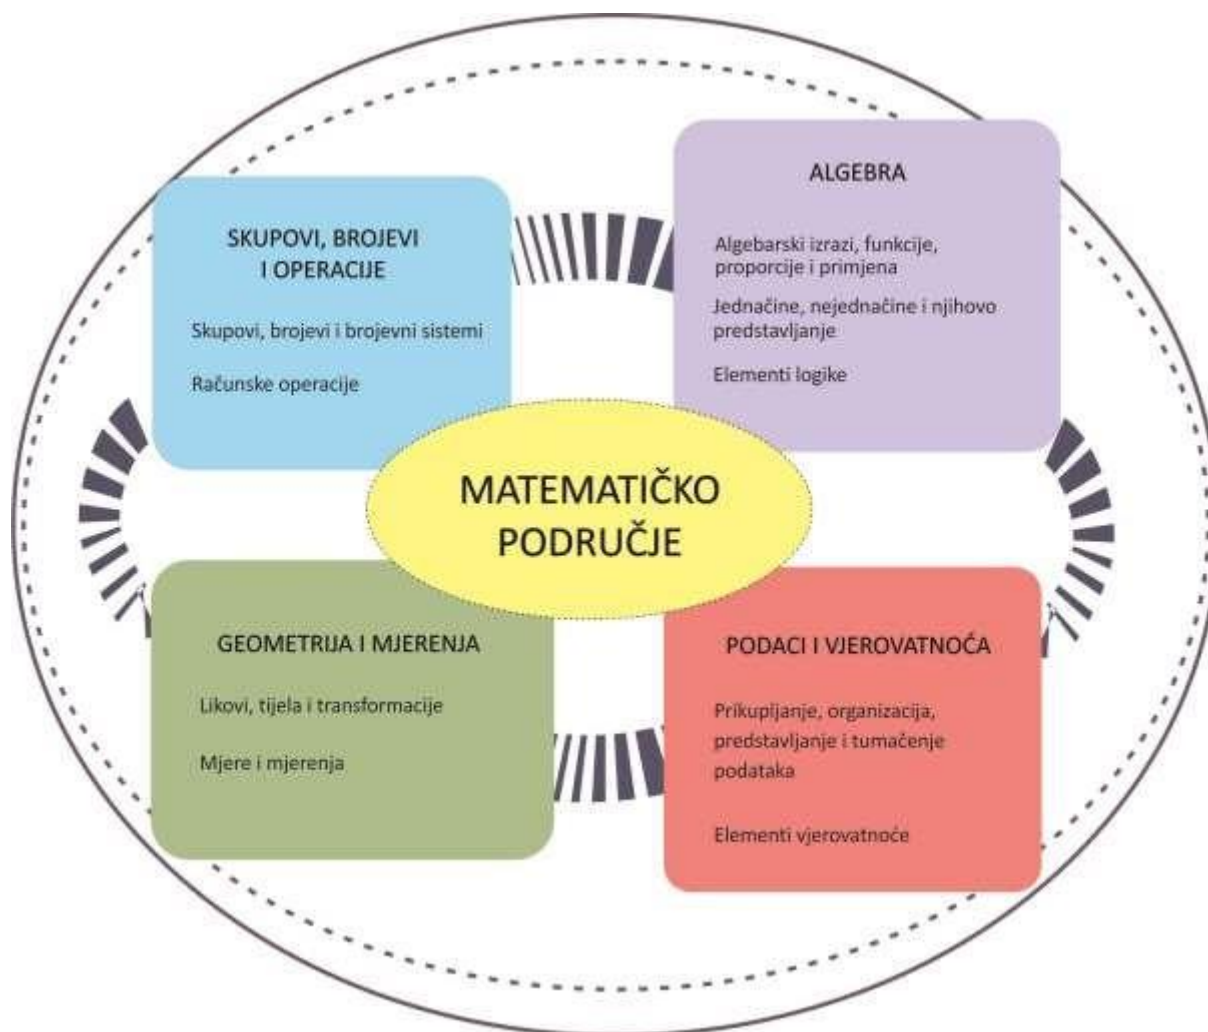 SKUPOVI, BROJEVI
I OPERACIJE
Skupovi, brojevi i brojevni sistemi
Računske operacije
ALGEBRA
Algebarski izrazi, funkcije,
proporcije i primjena
Jednačine, nejednačine i njihovo
predstavljanje
Elementi logike
MATEMATIČKO
PODRUČJE
GEOMETRIJA I MJERENJA
Likovi, tijela i transformacije
Mjere i mjerenja
PODACI I VJEROVATNOĆA
Prikupljanje, organizacija,
predstavljanje i tumačenje
podataka
Elementi vjerovatnoće